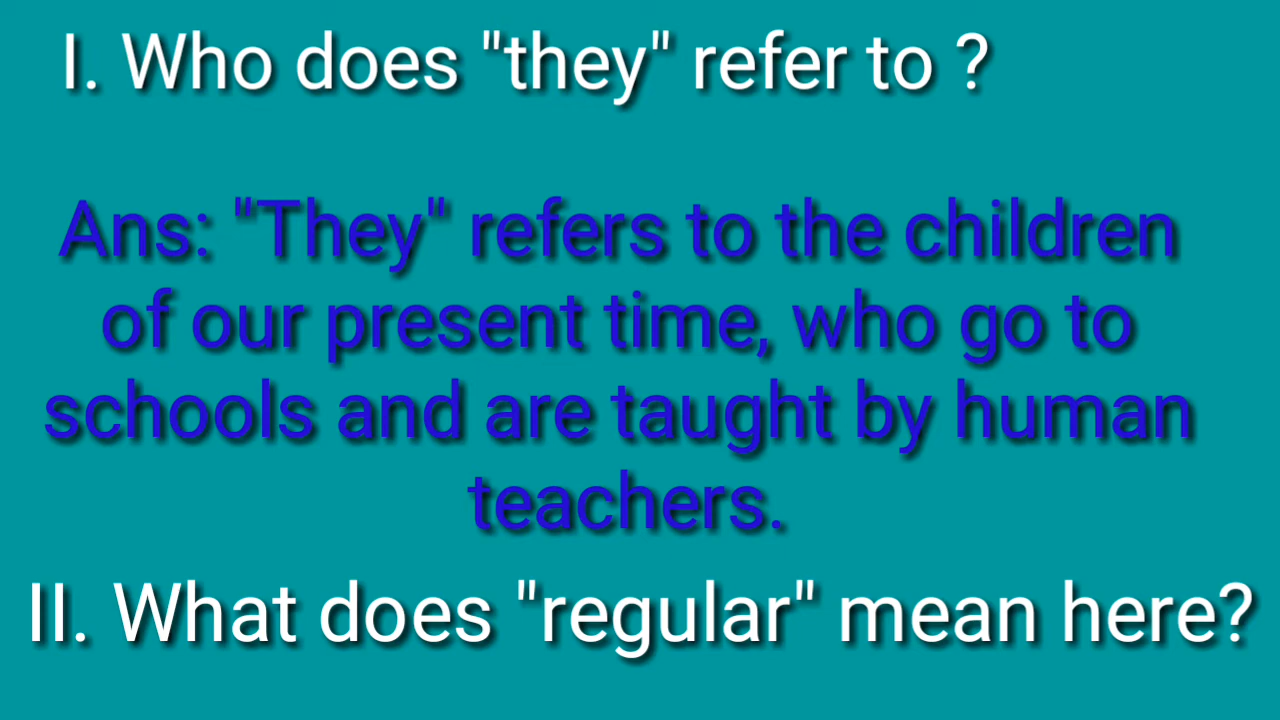 I. Who does "they" refer to ?
Ans: "They" refers to the children
of our present time, who go to
schools and are taught by human
teachers.
II. What does "regular" mean here?